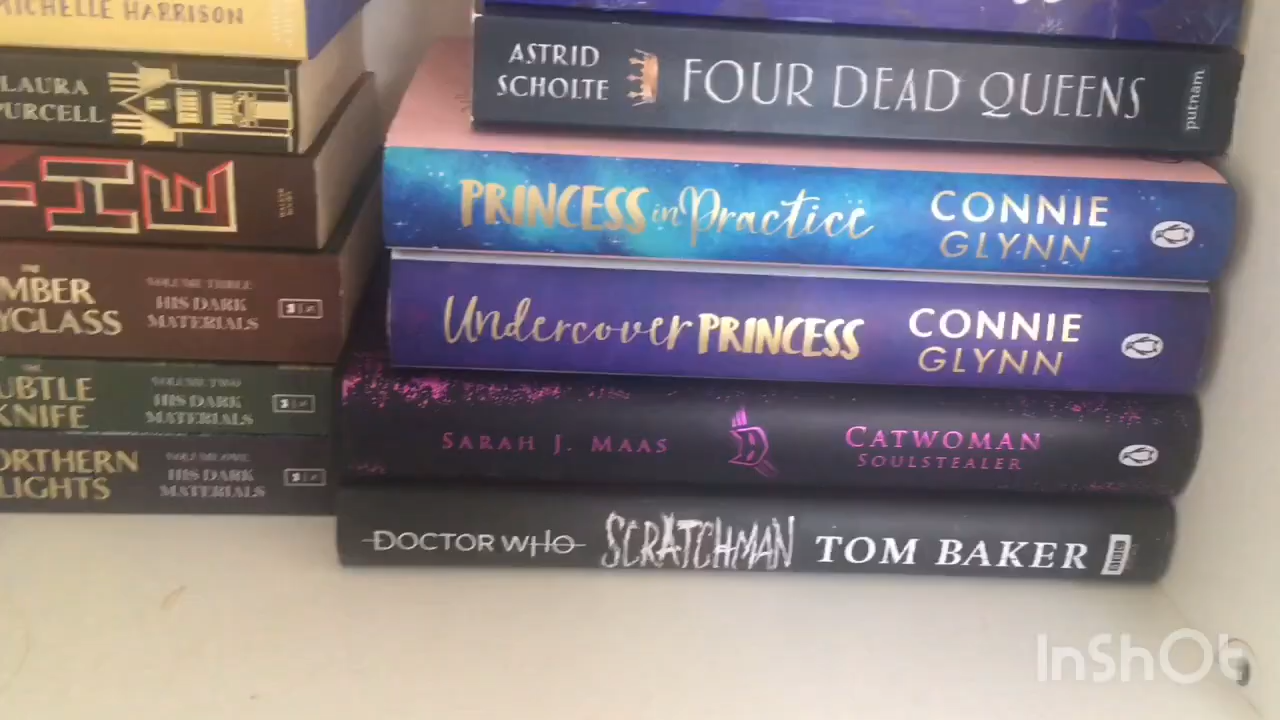 MICHELLE HARRISON
LAURA
PURCELL
HE
MBER
YGLASS
VOLUME THREE
HIS DARK
MATERIALS
UBTLE
KNIFE
VOLUME TWO
HIS DARK
MATERIALS
ORTHERN
LIGHTS
VOLUME ONE
HIS DARK
MATERIALS
ASTRID
SCHOLTE
FOUR DEAD QUEENS
putnam
PRINCESS in Practice
CONNIE
GLYNN
Undercover PRINCESS
CONNIE
GLYNN
SARAH J. MAAS
CATWOMAN
SOULSTEALER
DOCTOR WHO SCRATCHMAN TOM BAKER
BBC
InShOt